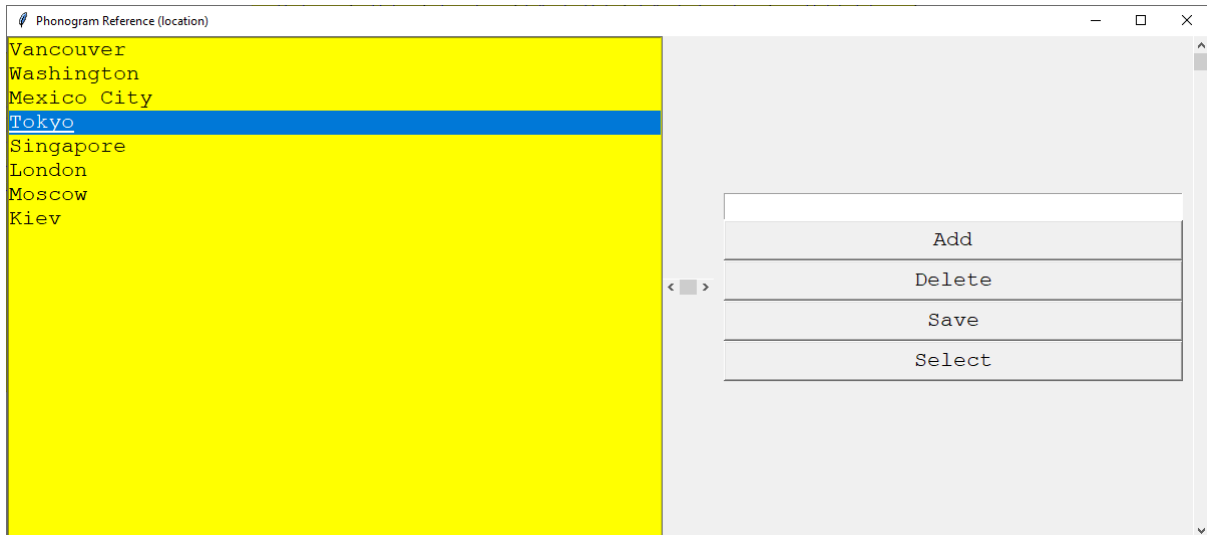 Phonogram Reference (location)
Vancouver
Washington
Mexico City
Tokyo
Singapore
London
Moscow
Kiev
Add
Delete
Save
Select